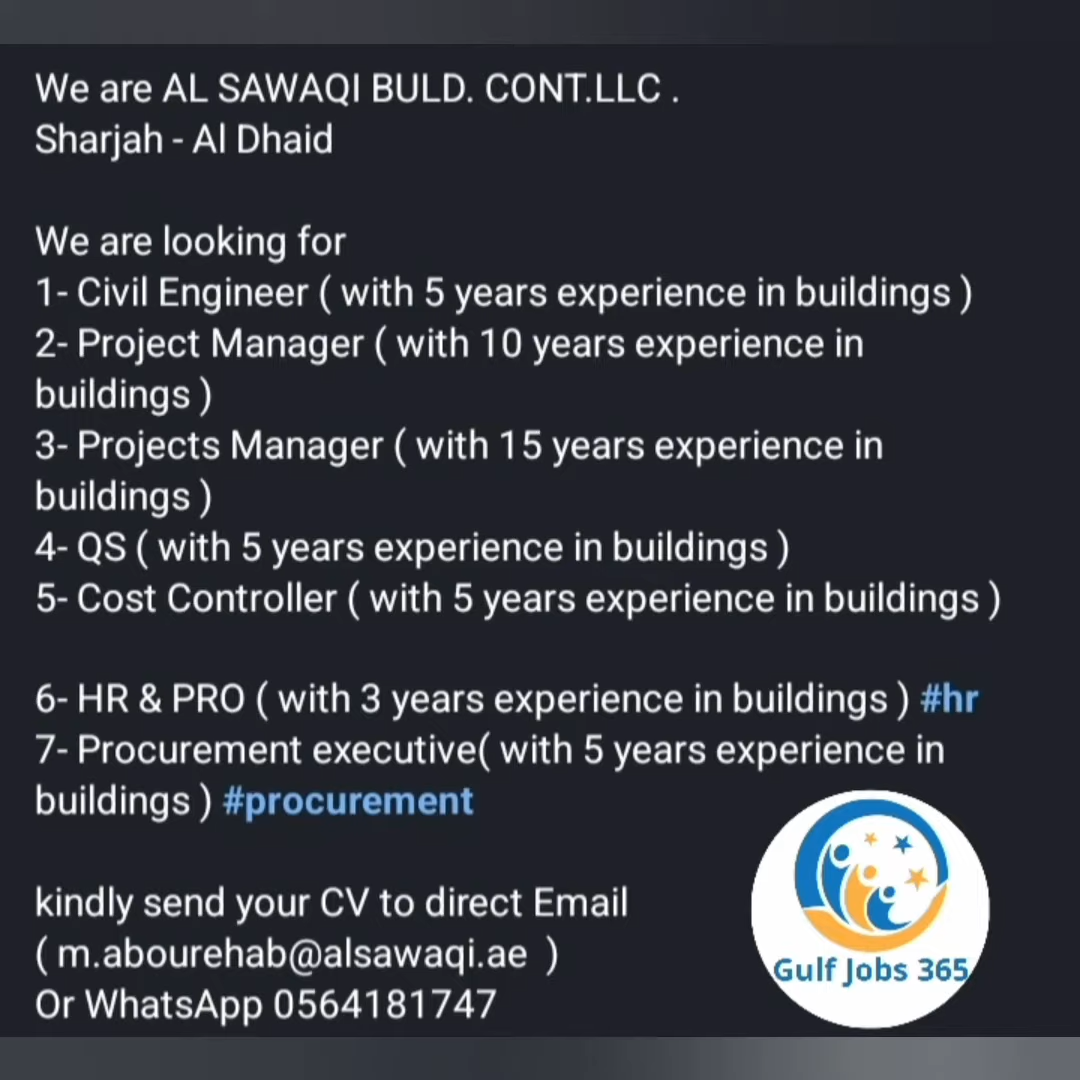 We are AL SAWAQI BULD. CONT.LLC .
Sharjah - Al Dhaid
We are looking for
1- Civil Engineer ( with 5 years experience in buildings )
2- Project Manager ( with 10 years experience in
buildings )
3- Projects Manager ( with 15 years experience in
buildings )
4- QS ( with 5 years experience in buildings )
5- Cost Controller ( with 5 years experience in buildings )
6- HR & PRO ( with 3 years experience in buildings ) #hr
7- Procurement executive( with 5 years experience in
buildings ) #procurement
kindly send your CV to direct Email
( m.abourehab@alsawaqi.ae )
Or WhatsApp 0564181747
Gulf Jobs 365